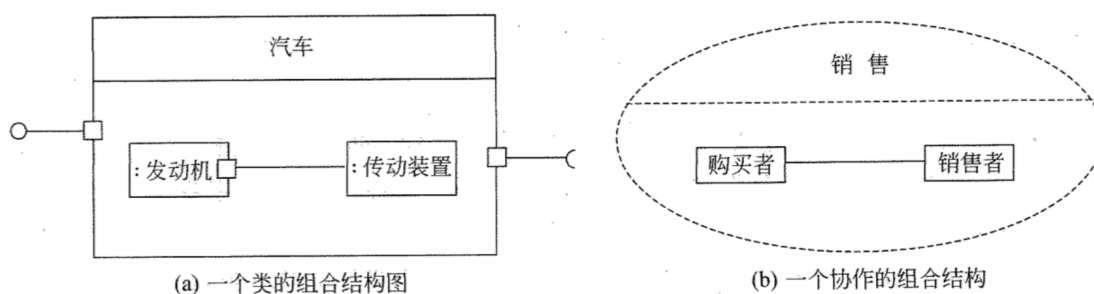 汽车
: 发动机
: 传动装置
(a) 一个类的组合结构图
销 售
购买者
销售者
(b) 一个协作的组合结构